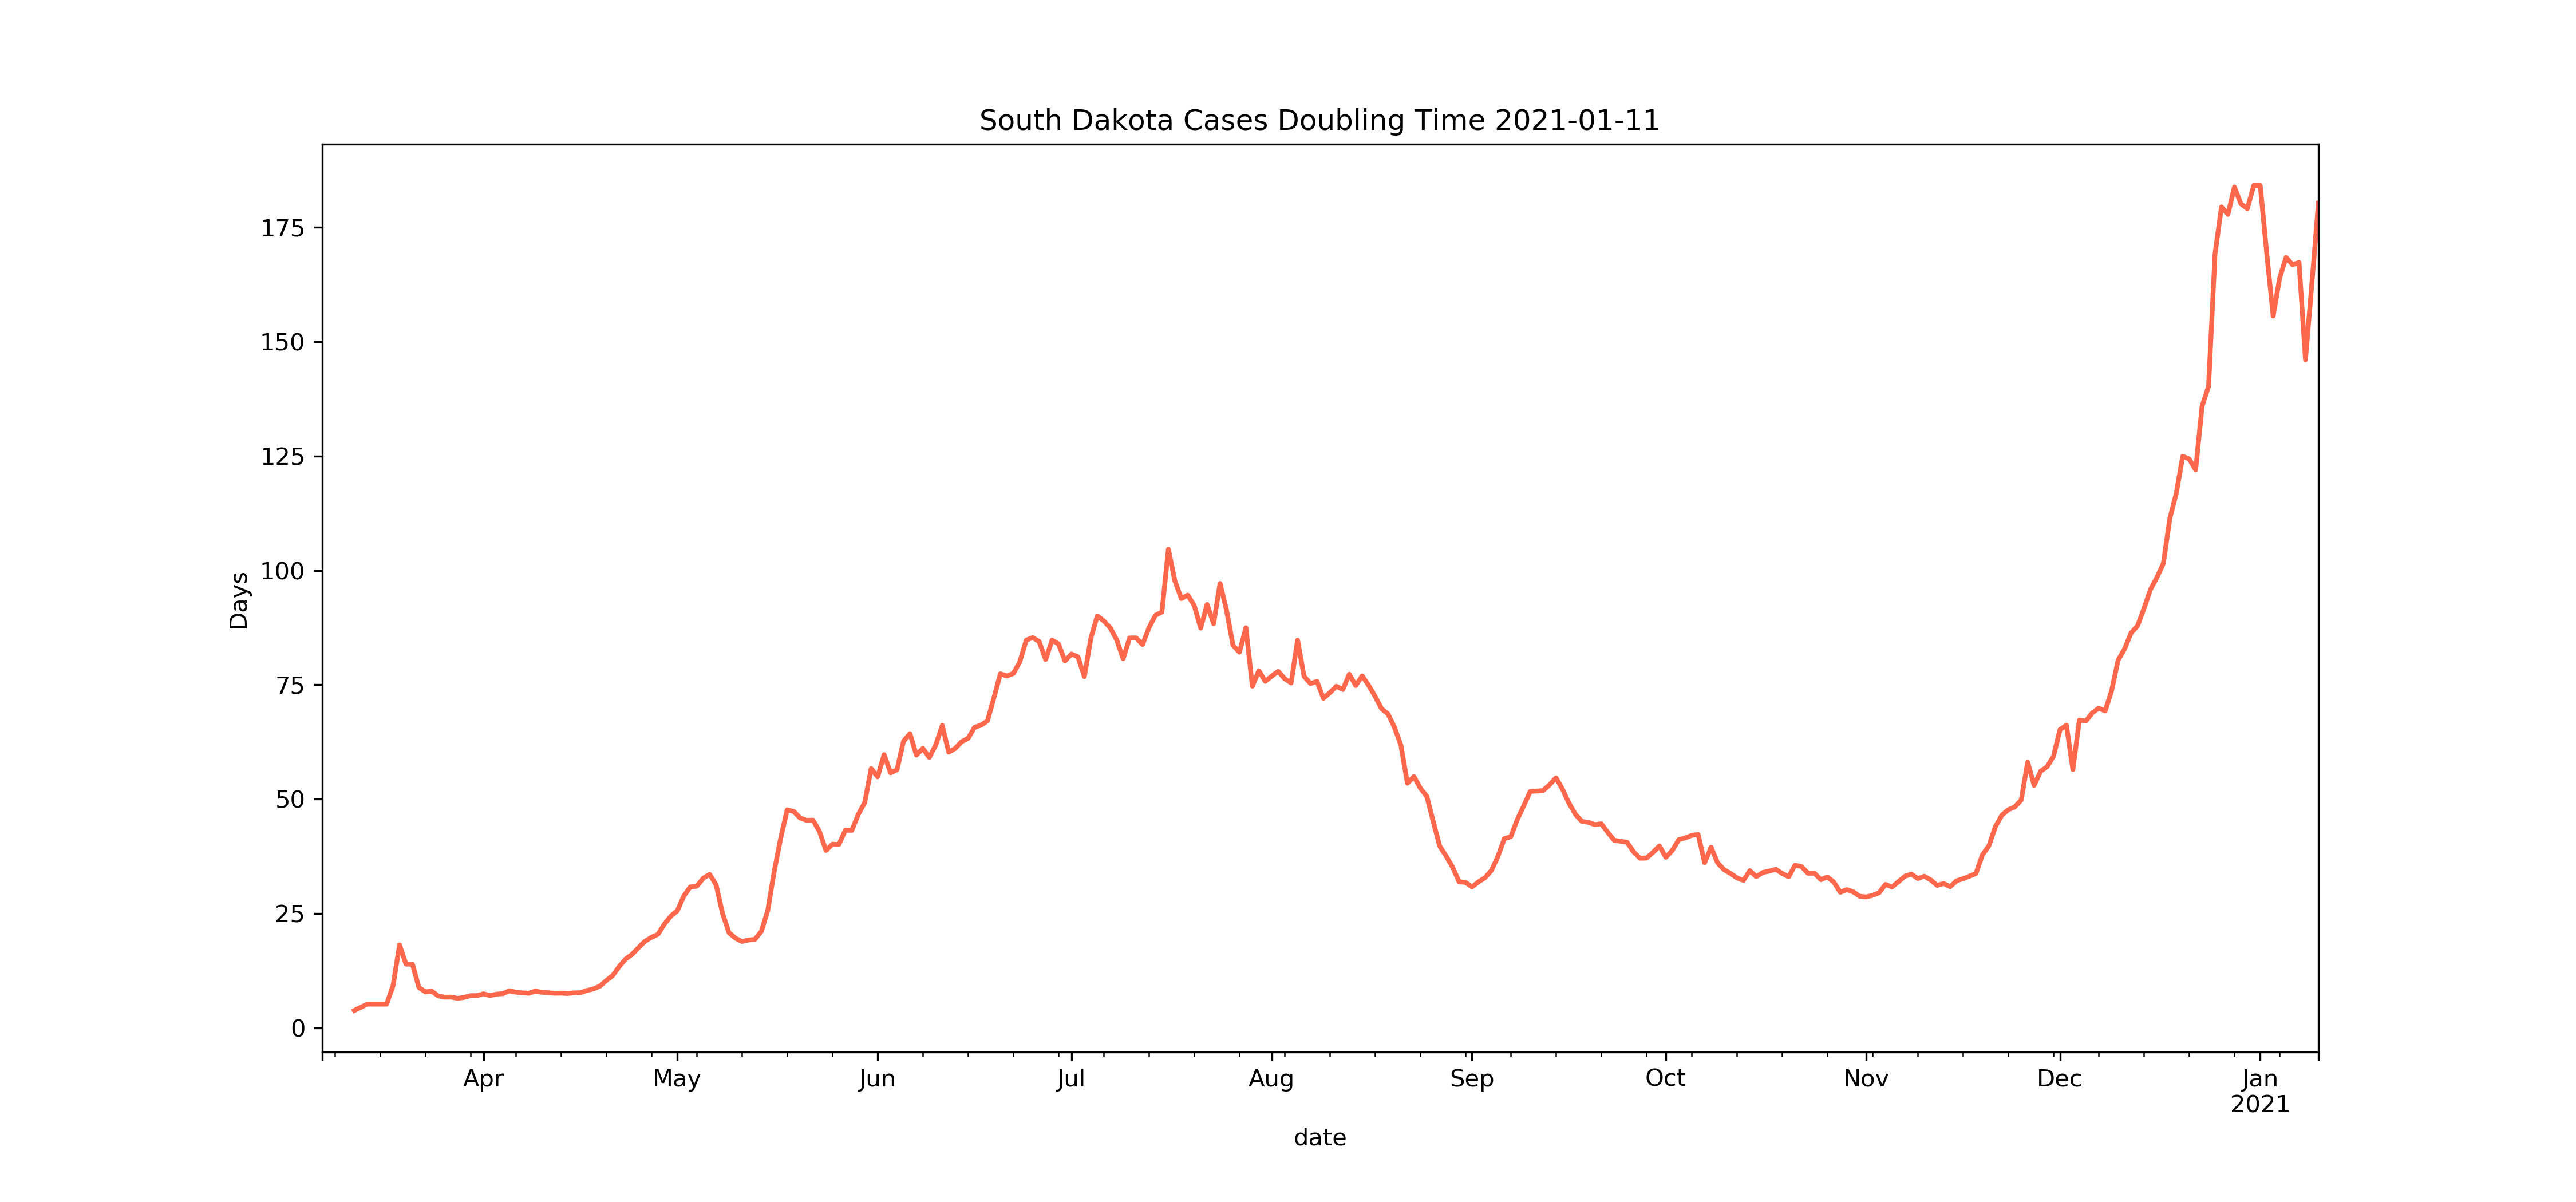 South Dakota Cases Doubling Time 2021-01-11
Days
175
150
125
100
75
50
25
0
Apr May Jun Jul Aug Sep Oct Nov Dec Jan
2021
date